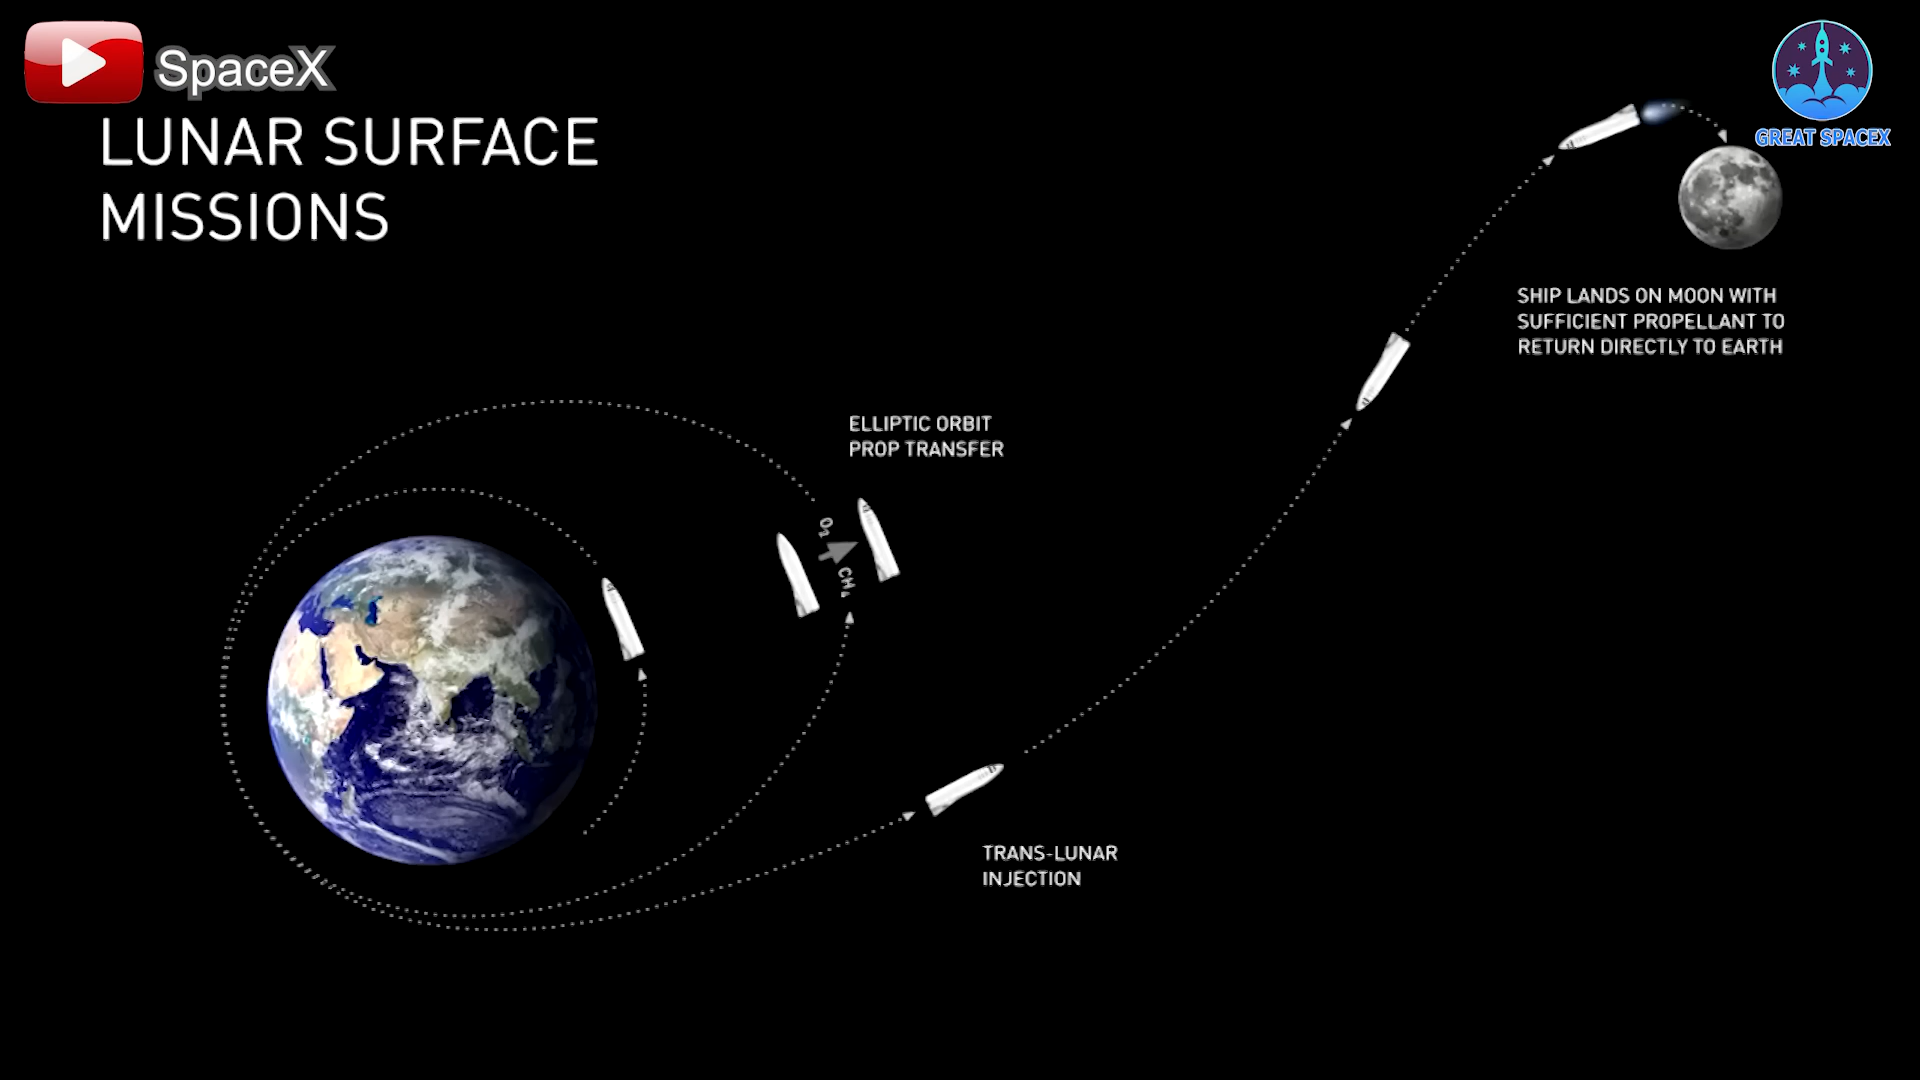 SpaceX
LUNAR SURFACE
MISSIONS
GREAT SPACEX
SHIP LANDS ON MOON WITH
SUFFICIENT PROPELLANT TO
RETURN DIRECTLY TO EARTH
ELLIPTIC ORBIT
PROP TRANSFER
O₂
CH₄
TRANS-LUNAR
INJECTION